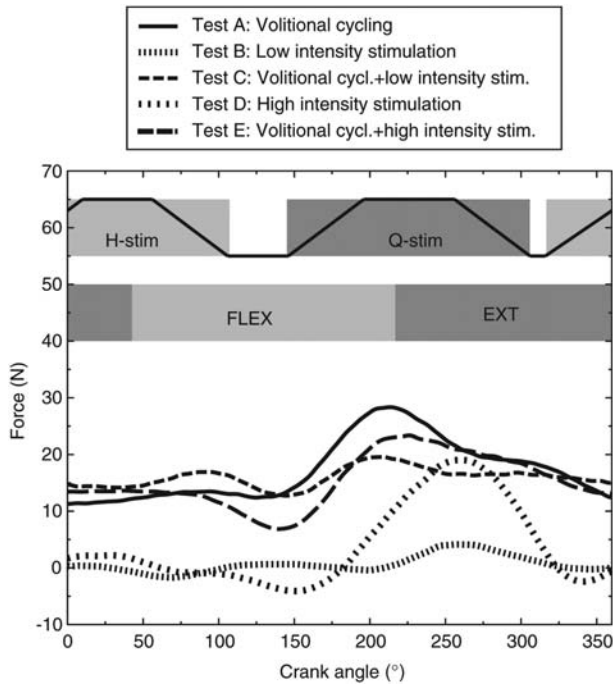 Test A: Volitional cycling
Test B: Low intensity stimulation
Test C: Volitional cycl.+low intensity stim.
Test D: High intensity stimulation
Test E: Volitional cycl.+high intensity stim.
70
60
50
40
30
20
10
0
-10
Force (N)
H-stim
Q-stim
FLEX
EXT
0 50 100 150 200 250 300 350
Crank angle (°)